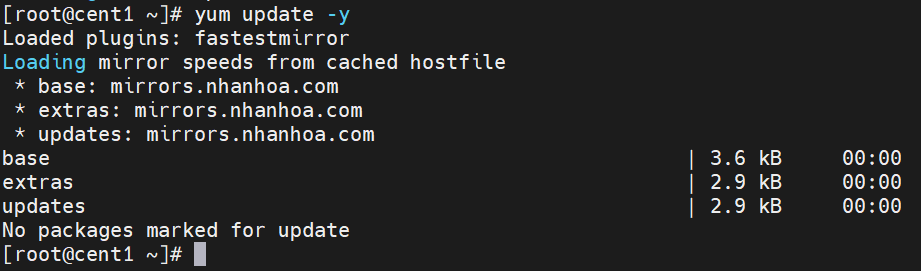 [root@cent1 ~]# yum update -y
Loaded plugins: fastestmirror
Loading mirror speeds from cached hostfile
 * base: mirrors.nhanhoa.com
 * extras: mirrors.nhanhoa.com
 * updates: mirrors.nhanhoa.com
base | 3.6 kB 00:00
extras | 2.9 kB 00:00
updates | 2.9 kB 00:00
No packages marked for update
[root@cent1 ~]#